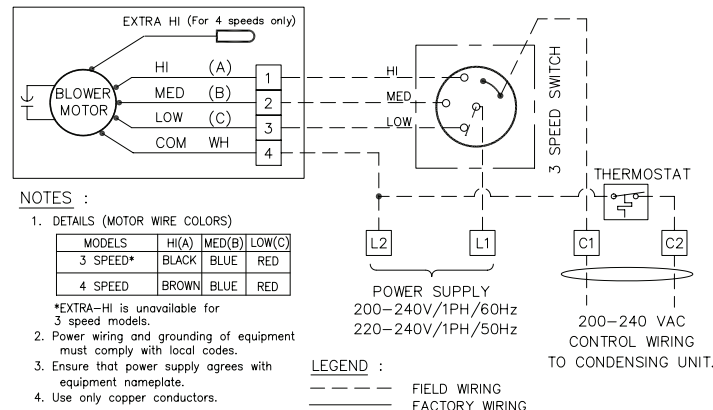 EXTRA HI (For 4 speeds only)
BLOWER
MOTOR
HI (A) 1
MED (B) 2
LOW (C) 3
COM WH 4
HI
MED
LOW
3 SPEED SWITCH
THERMOSTAT
L2
L1
C1
C2
POWER SUPPLY
200-240V/1PH/60Hz
220-240V/1PH/50Hz
200-240 VAC
CONTROL WIRING
TO CONDENSING UNIT.
NOTES :
1. DETAILS (MOTOR WIRE COLORS)
MODELS HI(A) MED(B) LOW(C)
3 SPEED* BLACK BLUE RED
4 SPEED BROWN BLUE RED
*EXTRA-HI is unavailable for
3 speed models.
2. Power wiring and grounding of equipment
must comply with local codes.
3. Ensure that power supply agrees with
equipment nameplate.
4. Use only copper conductors.
LEGEND :
FIELD WIRING
FACTORY WIRING